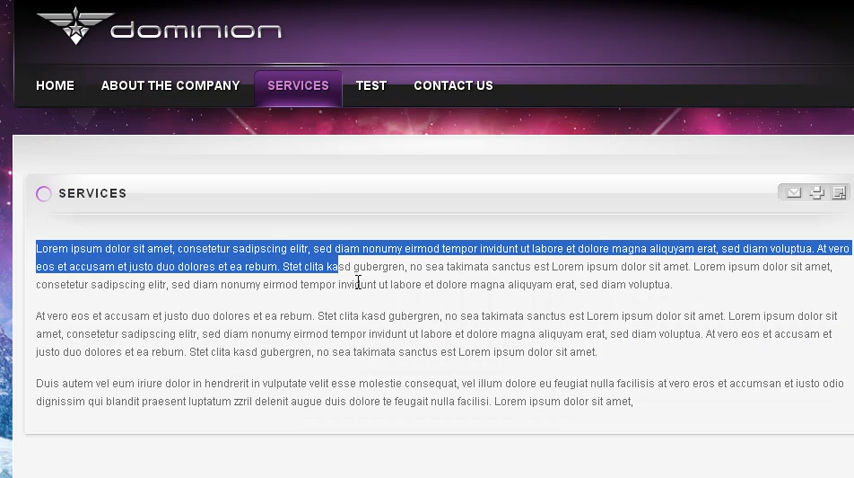 dominion
HOME ABOUT THE COMPANY SERVICES TEST CONTACT US
SERVICES
Lorem ipsum dolor sit amet, consetetur sadipscing elitr, sed diam nonumy eirmod tempor invidunt ut labore et dolore magna aliquyam erat, sed diam voluptua. At vero
eos et accusam et justo duo dolores et ea rebum. Stet clita kasd gubergren, no sea takimata sanctus est Lorem ipsum dolor sit amet. Lorem ipsum dolor sit amet,
consetetur sadipscing elitr, sed diam nonumy eirmod tempor invidunt ut labore et dolore magna aliquyam erat, sed diam voluptua.
At vero eos et accusam et justo duo dolores et ea rebum. Stet clita kasd gubergren, no sea takimata sanctus est Lorem ipsum dolor sit amet. Lorem ipsum dolor sit
amet, consetetur sadipscing elitr, sed diam nonumy eirmod tempor invidunt ut labore et dolore magna aliquyam erat, sed diam voluptua. At vero eos et accusam et
justo duo dolores et ea rebum. Stet clita kasd gubergren, no sea takimata sanctus est Lorem ipsum dolor sit amet.
Duis autem vel eum iriure dolor in hendrerit in vulputate velit esse molestie consequat, vel illum dolore eu feugiat nulla facilisis at vero eros et accumsan et iusto odio
dignissim qui blandit praesent luptatum zzril delenit augue duis dolore te feugait nulla facilisi. Lorem ipsum dolor sit amet,